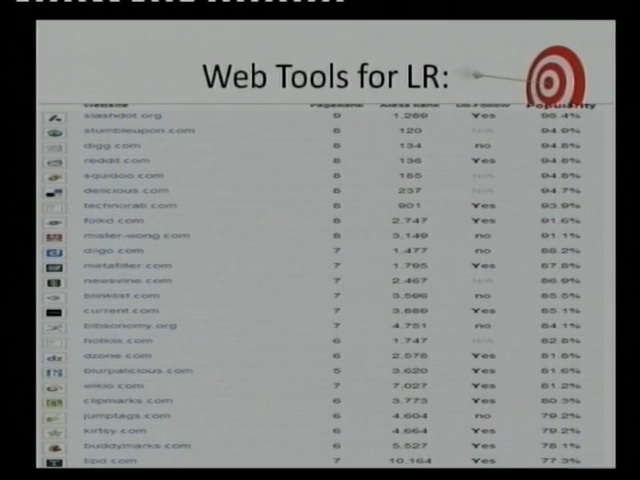 Web Tools for LR:
Website PageRank Alexa Rank Do-Follow Popularity
slashdot.org 9 1,269 Yes 98.4%
stumbleupon.com 8 120 N/A 94.9%
digg.com 8 134 no 94.8%
reddit.com 8 136 Yes 94.8%
squidoo.com 8 185 N/A 94.8%
delicious.com 8 237 N/A 94.7%
technorati.com 8 901 Yes 93.9%
folkd.com 8 2,747 Yes 91.6%
mister-wong.com 8 3,149 no 91.1%
diigo.com 7 1,477 no 88.2%
metafilter.com 7 1,795 Yes 87.8%
newsvine.com 7 2,467 N/A 86.9%
blinklist.com 7 3,596 no 85.5%
current.com 7 3,889 Yes 85.1%
bibsonomy.org 7 4,751 no 84.1%
hotklix.com 6 1,747 N/A 82.8%
dzone.com 6 2,578 Yes 81.8%
blurpalicious.com 5 3,620 Yes 81.6%
wikio.com 7 7,027 Yes 81.2%
clipmarks.com 6 3,773 Yes 80.3%
jumptags.com 6 4,604 no 79.2%
kirtsy.com 6 4,664 Yes 79.2%
buddymarks.com 6 5,527 Yes 78.1%
tipd.com 7 10,164 Yes 77.3%